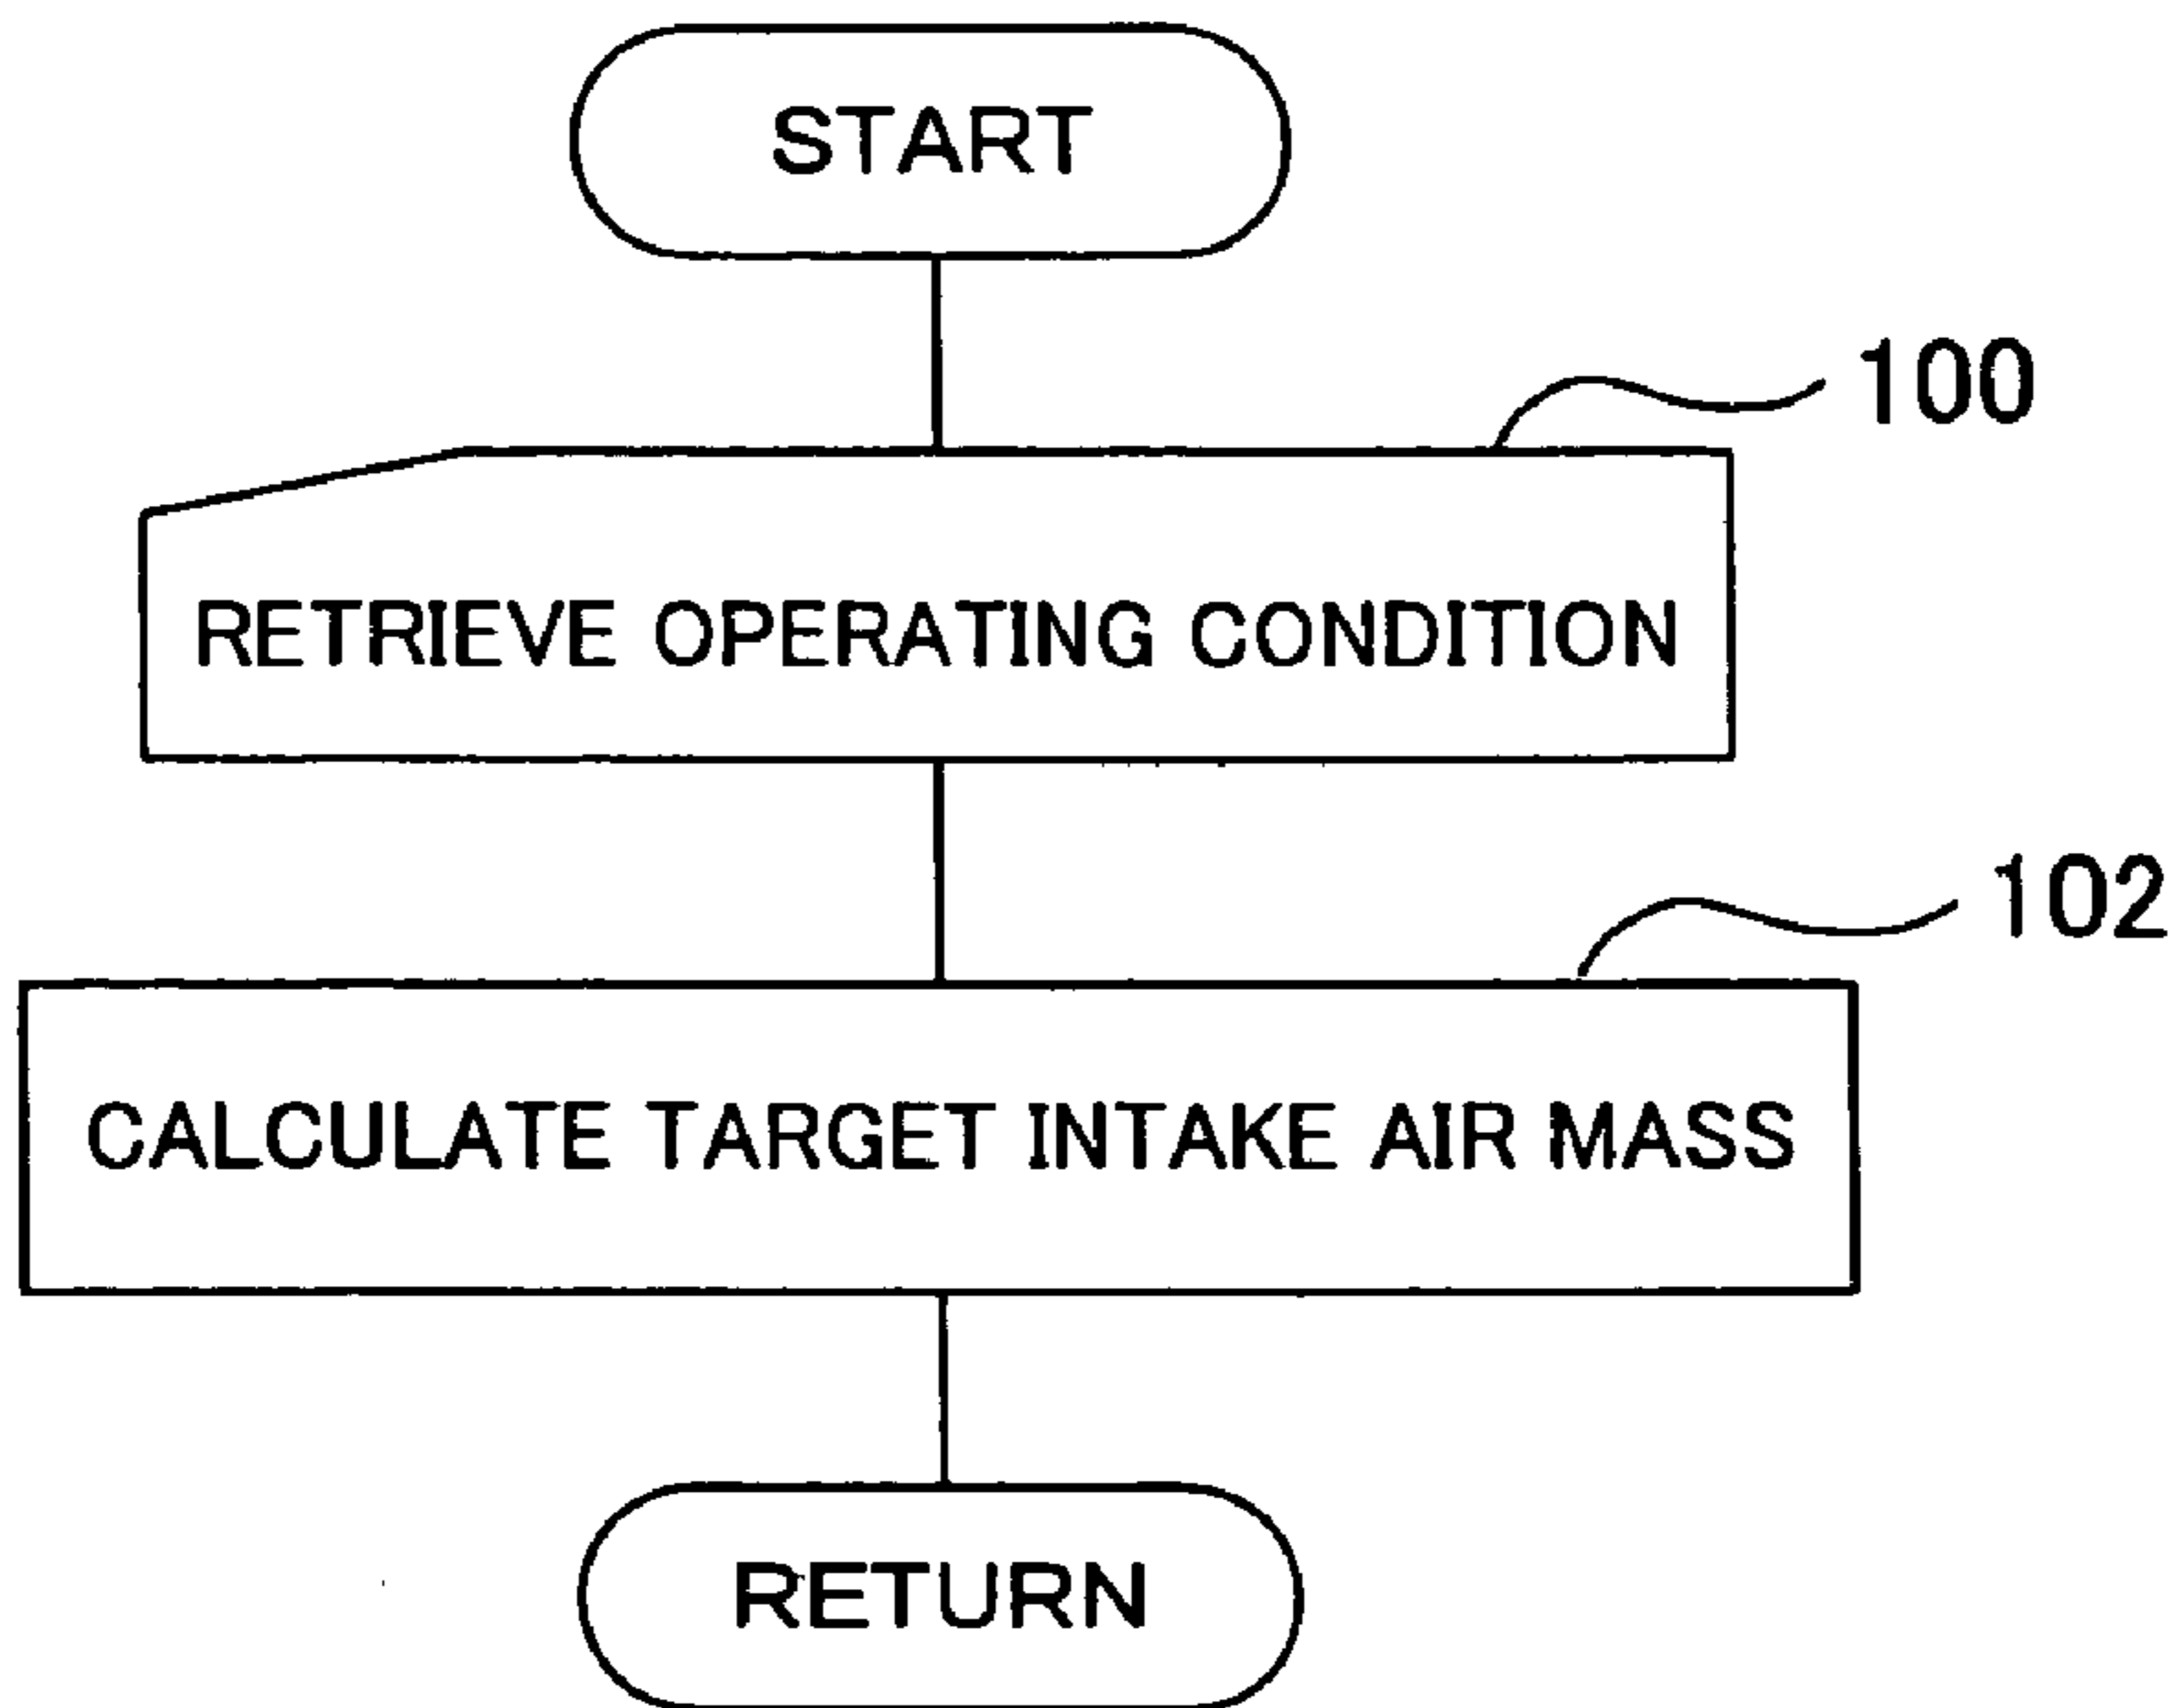 START
100
RETRIEVE OPERATING CONDITION
102
CALCULATE TARGET INTAKE AIR MASS
RETURN